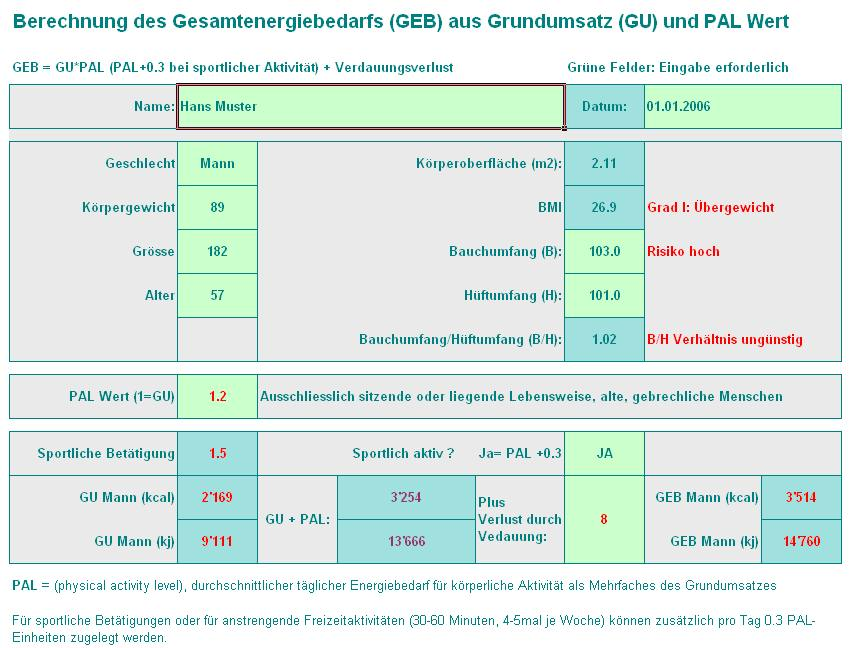 Berechnung des Gesamtenergiebedarfs (GEB) aus Grundumsatz (GU) und PAL Wert
GEB = GU*PAL (PAL+0.3 bei sportlicher Aktivität) + Verdauungsverlust Grüne Felder: Eingabe erforderlich
Name: Hans Muster Datum: 01.01.2006
Geschlecht Mann Körperoberfläche (m2): 2.11
Körpergewicht 89 BMI 26.9 Grad I: Übergewicht
Grösse 182 Bauchumfang (B): 103.0 Risiko hoch
Alter 57 Hüftumfang (H): 101.0
Bauchumfang/Hüftumfang (B/H): 1.02 B/H Verhältnis ungünstig
PAL Wert (1=GU) 1.2 Ausschliesslich sitzende oder liegende Lebensweise, alte, gebrechliche Menschen
Sportliche Betätigung 1.5 Sportlich aktiv ? Ja= PAL +0.3 JA
GU Mann (kcal) 2'169 3'254 GEB Mann (kcal) 3'514
GU + PAL: Plus
Verlust durch 8
Vedauung:
GU Mann (kj) 9'111 13'666 GEB Mann (kj) 14'760
PAL = (physical activity level), durchschnittlicher täglicher Energiebedarf für körperliche Aktivität als Mehrfaches des Grundumsatzes
Für sportliche Betätigungen oder für anstrengende Freizeitaktivitäten (30-60 Minuten, 4-5mal je Woche) können zusätzlich pro Tag 0.3 PAL-
Einheiten zugelegt werden.